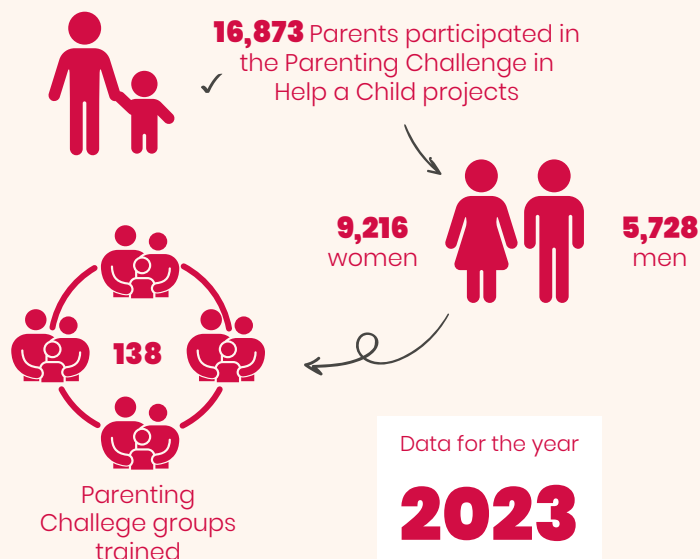 16,873 Parents participated in
the Parenting Challenge in
Help a Child projects
9,216
women
5,728
men
138
Parenting
Challege groups
trained
Data for the year
2023